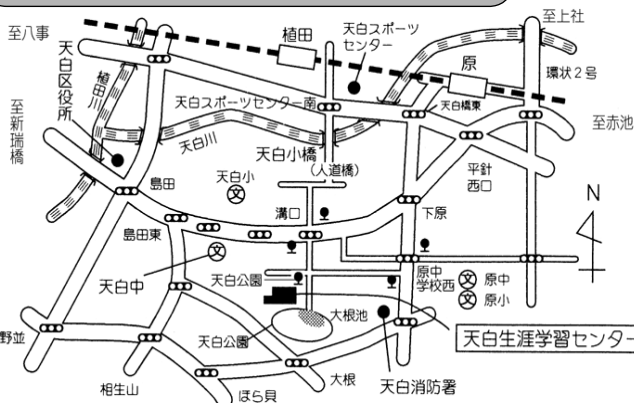 至八事
植田
天白スポーツ
センター
至上社
原
環状2号
天白区役所
植田川
天白スポーツセンター南
天白橋東
至赤池
至新瑞橋
天白川
天白小橋
(人道橋)
平針
西口
島田
天白小
文
溝口
下原
N
島田東
文
天白中
天白公園
原中
学校西
文
原中
文
原小
大根池
天白公園
天白生涯学習センター
野並
相生山
ほら貝
大根
天白消防署